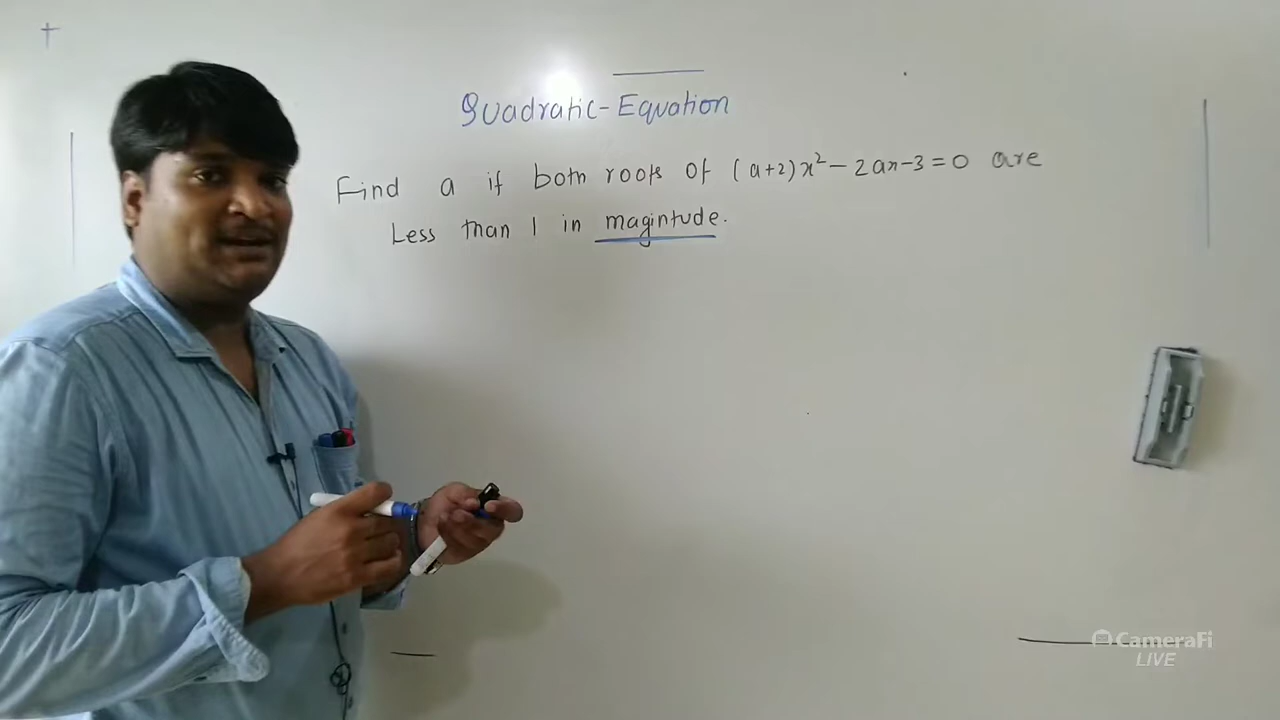 Quadratic-Equation
Find a if both roots of (a+2)x² - 2ax-3=0 are
Less than 1 in magintude.
CameraFi
LIVE